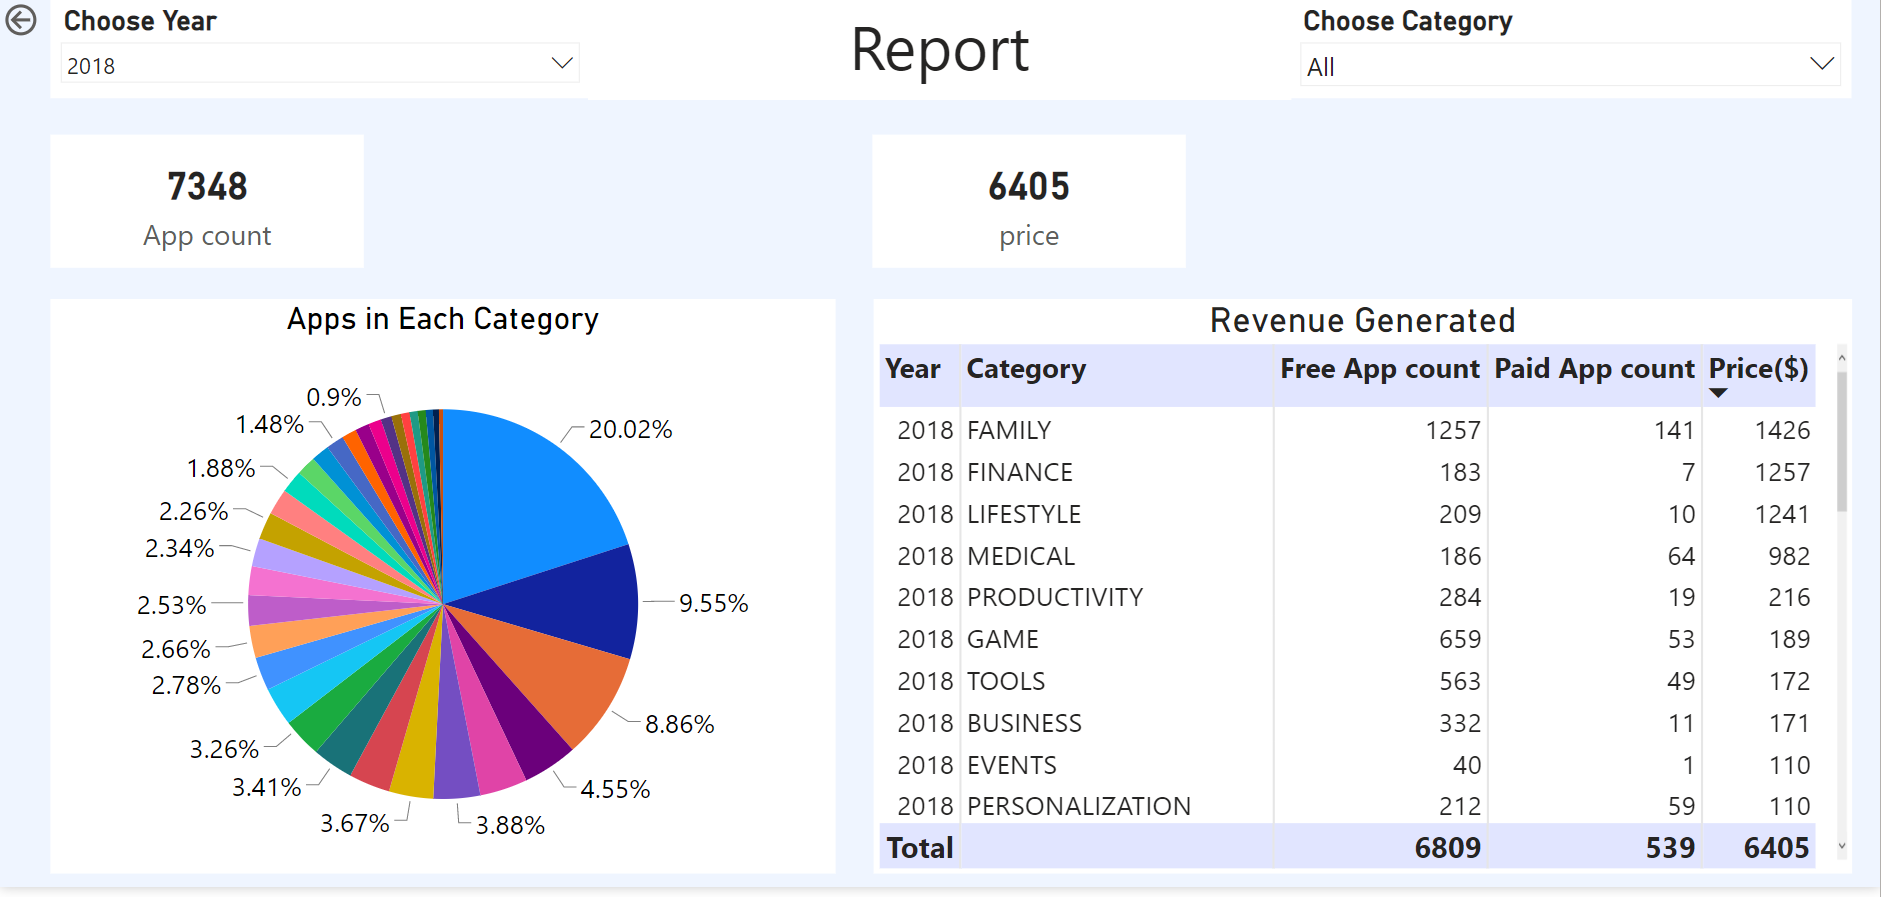 Choose Year
2018
Report
Choose Category
All
7348
App count
6405
price
Apps in Each Category
20.02%
9.55%
8.86%
4.55%
3.88%
3.67%
3.41%
3.26%
2.78%
2.66%
2.53%
2.34%
2.26%
1.88%
1.48%
0.9%
Revenue Generated
Year Category Free App count Paid App count Price($)
2018 FAMILY 1257 141 1426
2018 FINANCE 183 7 1257
2018 LIFESTYLE 209 10 1241
2018 MEDICAL 186 64 982
2018 PRODUCTIVITY 284 19 216
2018 GAME 659 53 189
2018 TOOLS 563 49 172
2018 BUSINESS 332 11 171
2018 EVENTS 40 1 110
2018 PERSONALIZATION 212 59 110
Total 6809 539 6405